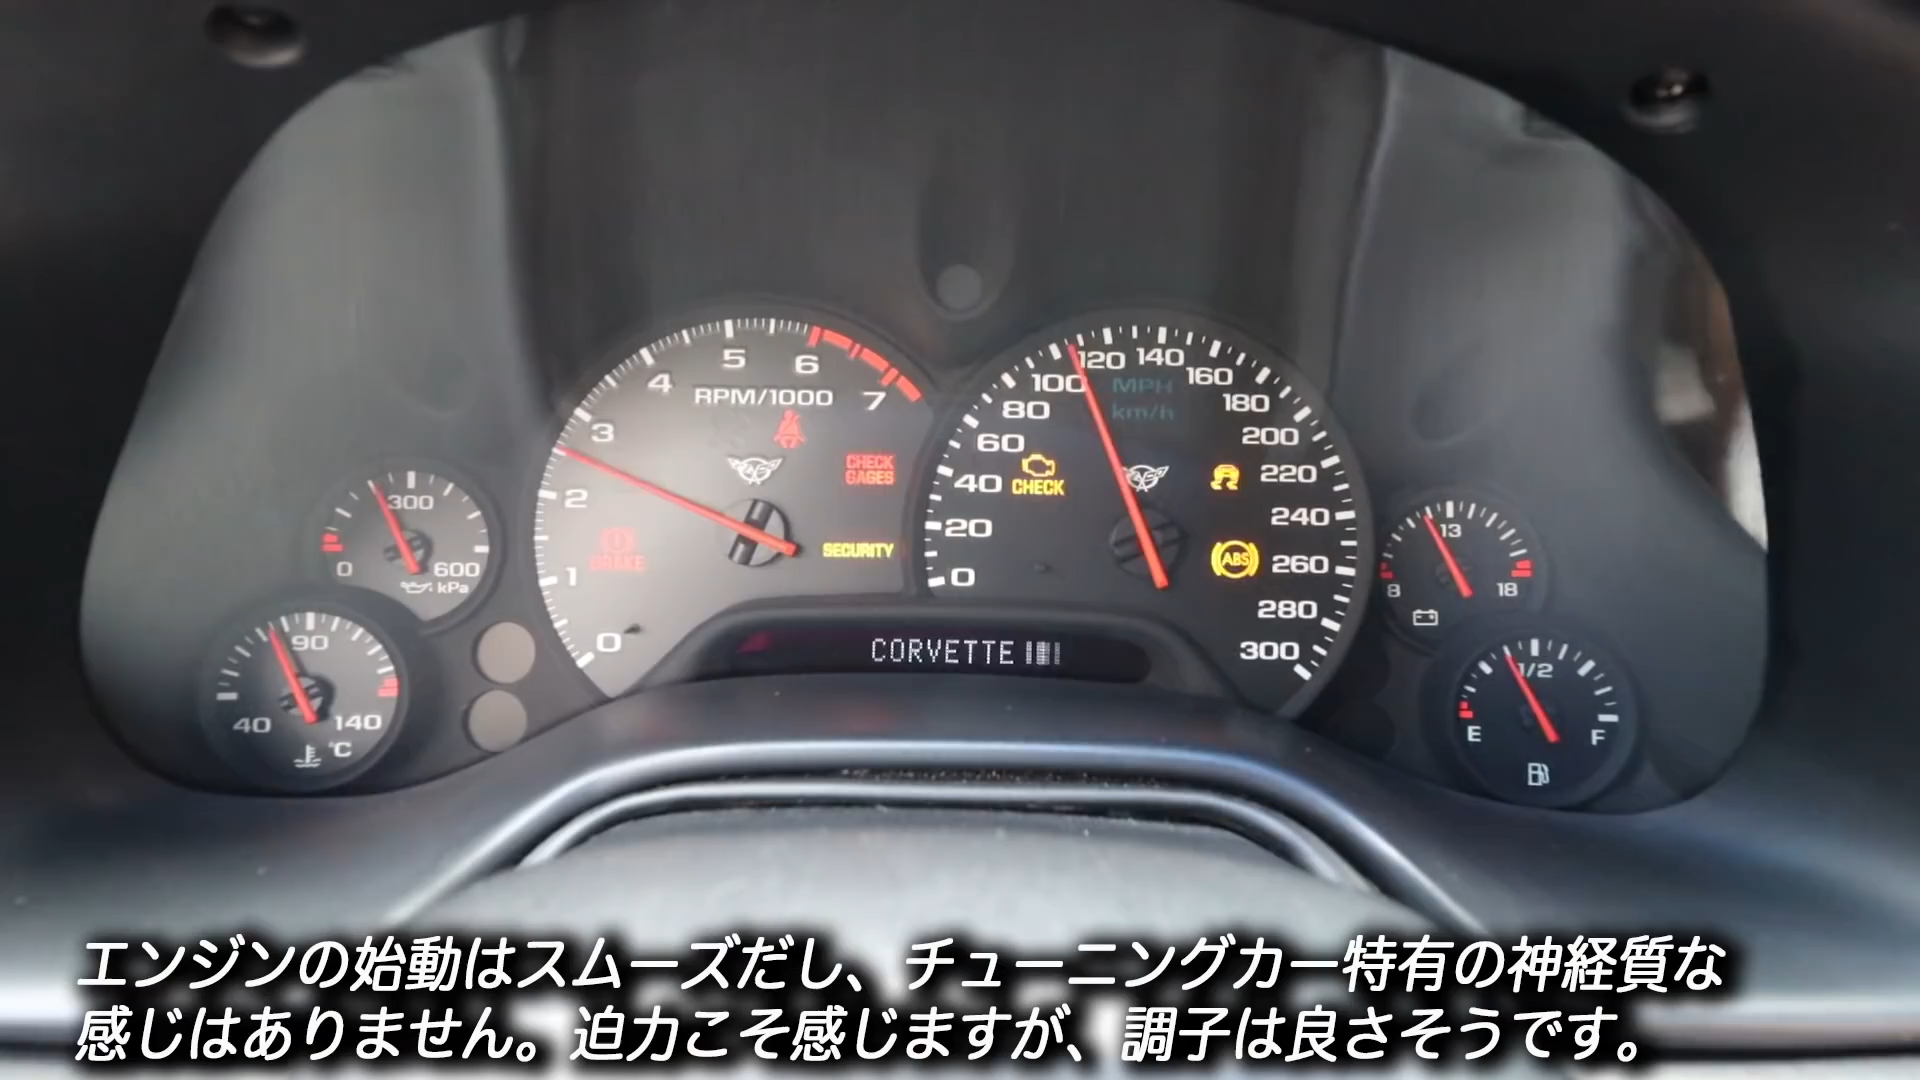 5
6
4
RPM/1000
7
3
CHECK
GAGES
2
BRAKE
SECURITY
1
0
120
140
100
MPH
160
80
km/h
180
60
200
40
CHECK
220
20
240
ABS
260
0
280
300
CORVETTE
300
0
600
kPa
90
40
140
°C
13
8
18
1/2
E
F
エンジンの始動はスムーズだし、チューニングカー特有の神経質な
感じはありません。迫力こそ感じますが、調子は良さそうです。